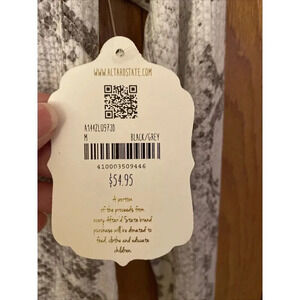 WWW.ALTARDSTATE.COM
M
BLACK/GREY
410003509446
$54.95
A portion
of the proceeds from
every Altar'd State brand
purchase will be donated to
feed, clothe and educate
children.